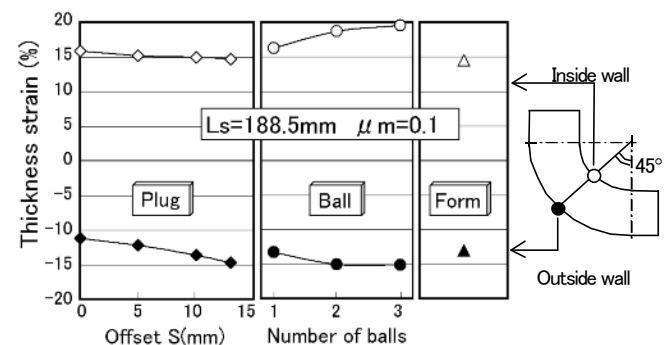 Thickness strain (%)
20
15
10
5
0
-5
-10
-15
-20
Ls=188.5mm μm=0.1
Plug
Ball
Form
0 5 10 15
Offset S(mm)
1 2 3
Number of balls
Inside wall
45°
Outside wall